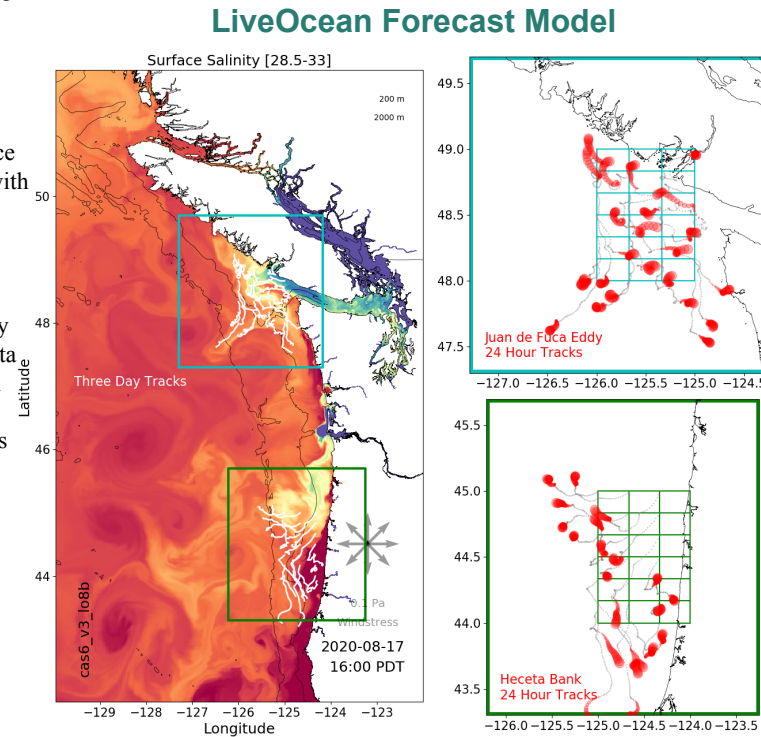 LiveOcean Forecast Model
Surface Salinity [28.5-33]
200 m
2000 m
50
48
46
44
Latitude
Three Day Tracks
cas6_v3_lo8b
0.1 Pa
Windstress
2020-08-17
16:00 PDT
−129 −128 −127 −126 −125 −124 −123
Longitude
49.5
49.0
48.5
48.0
47.5
Juan de Fuca Eddy
24 Hour Tracks
−127.0 −126.5 −126.0 −125.5 −125.0 −124.5
45.5
45.0
44.5
44.0
43.5
Heceta Bank
24 Hour Tracks
−126.0 −125.5 −125.0 −124.5 −124.0 −123.5